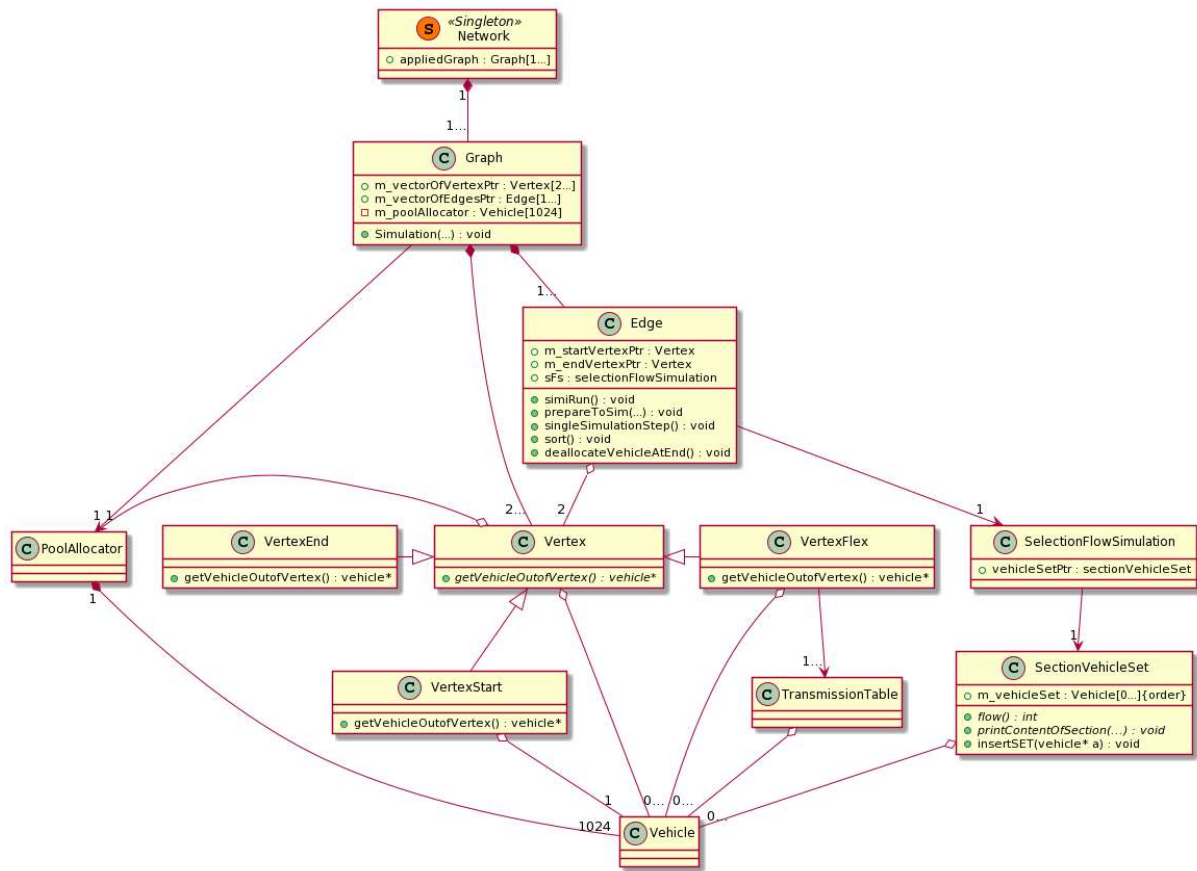 S
«Singleton»
Network
appliedGraph : Graph[1...]
1
1...
C Graph
m_vectorOfVertexPtr : Vertex[2...]
m_vectorOfEdgesPtr : Edge[1...]
m_poolAllocator : Vehicle[1024]
Simulation(...) : void
1...
C Edge
m_startVertexPtr : Vertex
m_endVertexPtr : Vertex
sFs : selectionFlowSimulation
simiRun() : void
prepareToSim(...) : void
singleSimulationStep() : void
sort() : void
deallocateVehicleAtEnd() : void
1 1 2... 2 1
C PoolAllocator
1
C VertexEnd
getVehicleOutofVertex() : vehicle*
C Vertex
getVehicleOutofVertex() : vehicle*
C VertexFlex
getVehicleOutofVertex() : vehicle*
C SelectionFlowSimulation
vehicleSetPtr : sectionVehicleSet
1... 1
C VertexStart
getVehicleOutofVertex() : vehicle*
C TransmissionTable
C SectionVehicleSet
m_vehicleSet : Vehicle[0...]{order}
flow() : int
printContentOfSection(...) : void
insertSET(vehicle* a) : void
1024 1 0... 0... 0...
C Vehicle